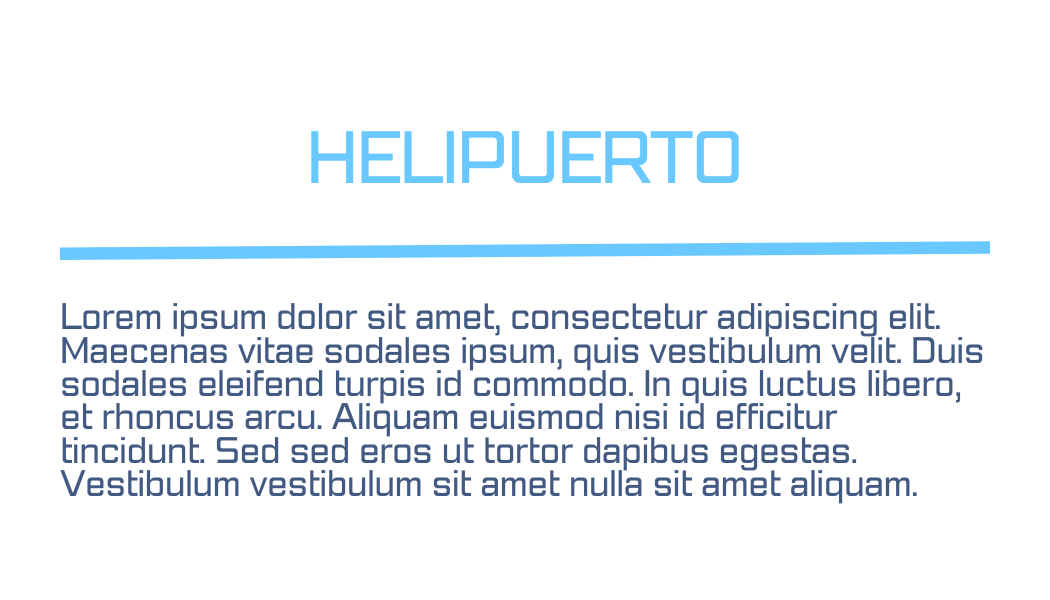 HELIPUERTO
Lorem ipsum dolor sit amet, consectetur adipiscing elit.
Maecenas vitae sodales ipsum, quis vestibulum velit. Duis
sodales eleifend turpis id commodo. In quis luctus libero,
et rhoncus arcu. Aliquam euismod nisi id efficitur
tincidunt. Sed sed eros ut tortor dapibus egestas.
Vestibulum vestibulum sit amet nulla sit amet aliquam.